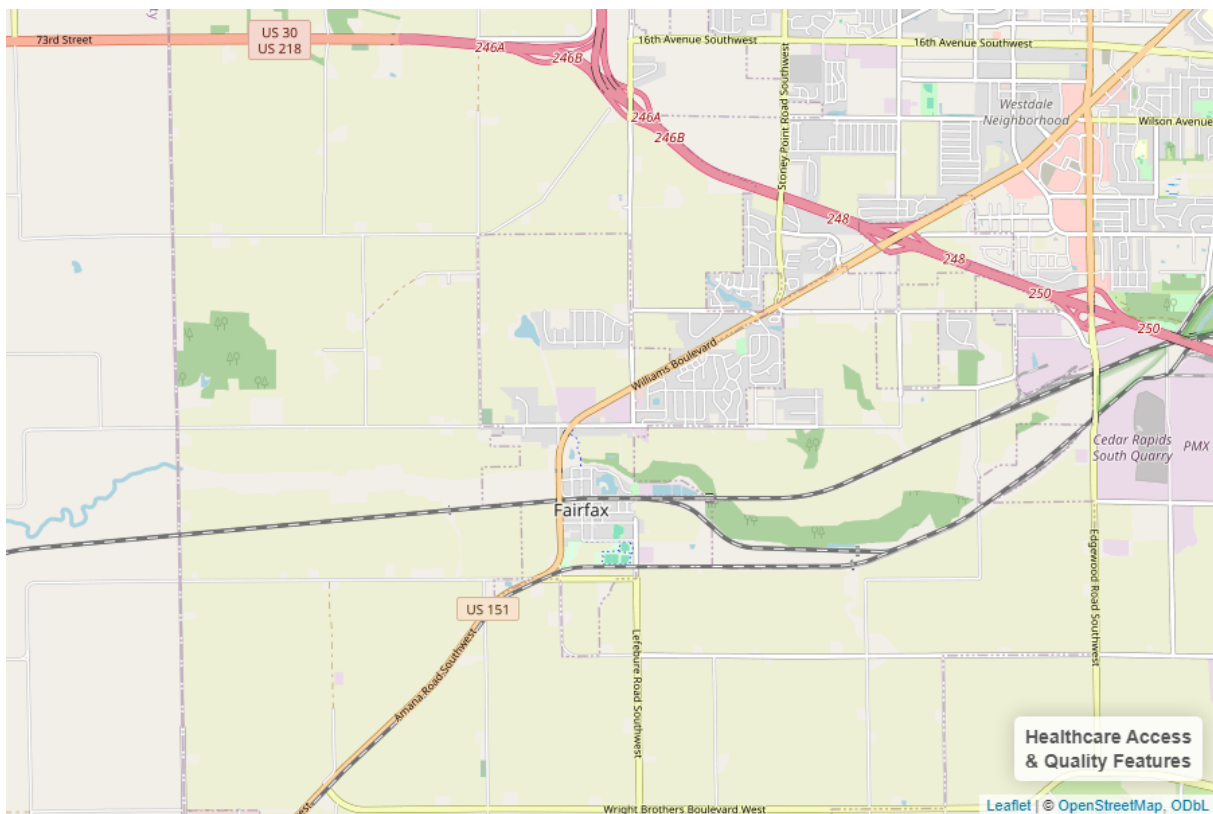 73rd Street
US 30
US 218
246A
246B
16th Avenue Southwest
16th Avenue Southwest
246A
246B
Westdale
Neighborhood
Wilson Avenue
Stoney Point Road Southwest
248
248
250
250
Williams Boulevard
Cedar Rapids
South Quarry
PMX
Fairfax
Edgewood Road Southwest
US 151
Amana Road Southwest
Lefebure Road Southwest
Healthcare Access
& Quality Features
Wright Brothers Boulevard West
Leaflet | © OpenStreetMap, ODbL